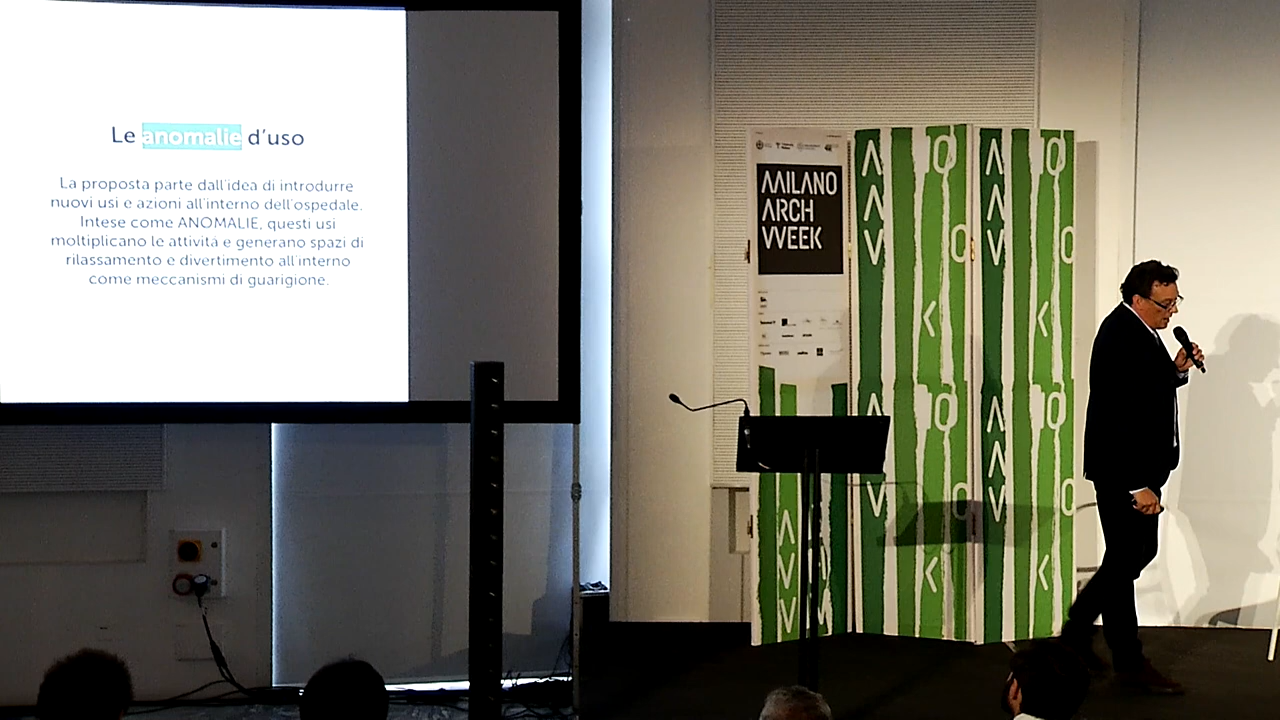 Le anomalie d'uso
La proposta parte dall'idea di introdurre
nuovi usi e azioni all'interno dell'ospedale.
Intese come ANOMALIE, questi usi
moltiplicano le attività e generano spazi di
rilassamento e divertimento all'interno
come meccanismi di guarigione.
MILANO
ARCH
WEEK